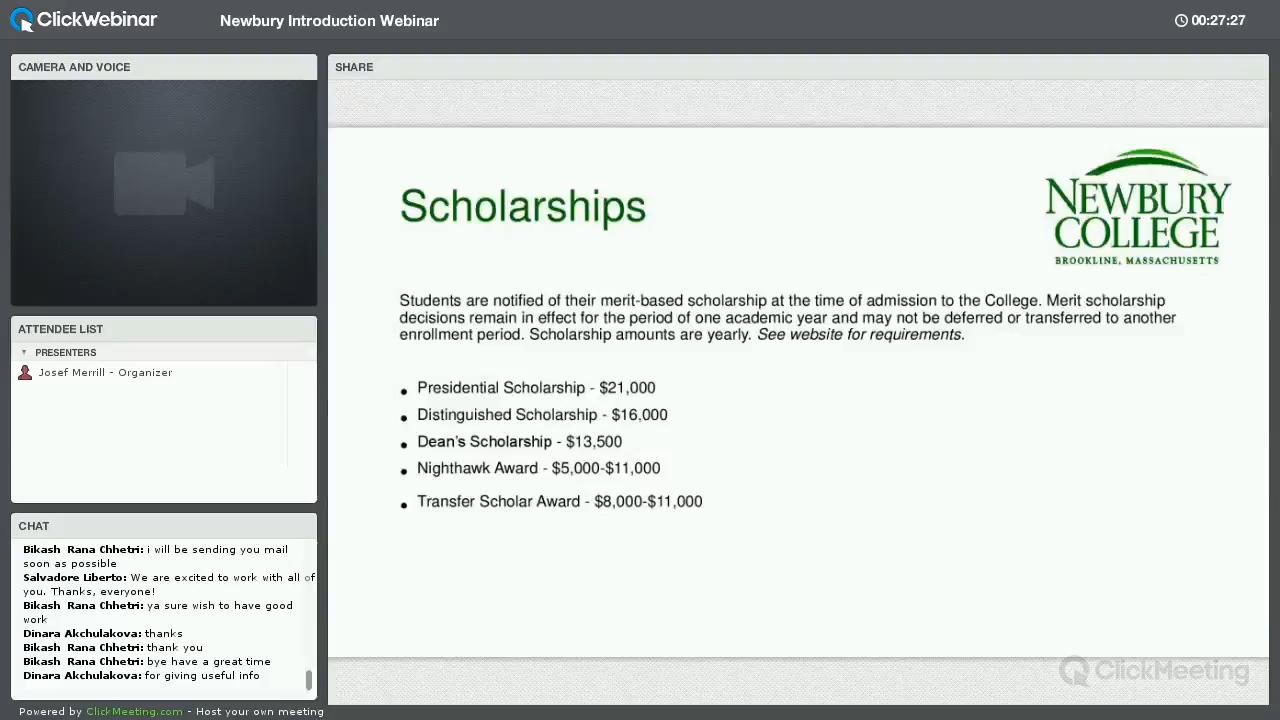 ClickWebinar
Newbury Introduction Webinar
00:27:27
CAMERA AND VOICE
ATTENDEE LIST
PRESENTERS
Josef Merrill - Organizer
CHAT
Bikash Rana Chhetri: i will be sending you mail
soon as possible
Salvadore Liberto: We are excited to work with all of
you. Thanks, everyone!
Bikash Rana Chhetri: ya sure wish to have good
work
Dinara Akchulakova: thanks
Bikash Rana Chhetri: thank you
Bikash Rana Chhetri: bye have a great time
Dinara Akchulakova: for giving useful info
Powered by ClickMeeting.com - Host your own meeting
SHARE
Scholarships
NEWBURY
COLLEGE
BROOKLINE, MASSACHUSETTS
Students are notified of their merit-based scholarship at the time of admission to the College. Merit scholarship
decisions remain in effect for the period of one academic year and may not be deferred or transferred to another
enrollment period. Scholarship amounts are yearly. See website for requirements.
• Presidential Scholarship - $21,000
• Distinguished Scholarship - $16,000
• Dean's Scholarship - $13,500
• Nighthawk Award - $5,000-$11,000
• Transfer Scholar Award - $8,000-$11,000
ClickMeeting